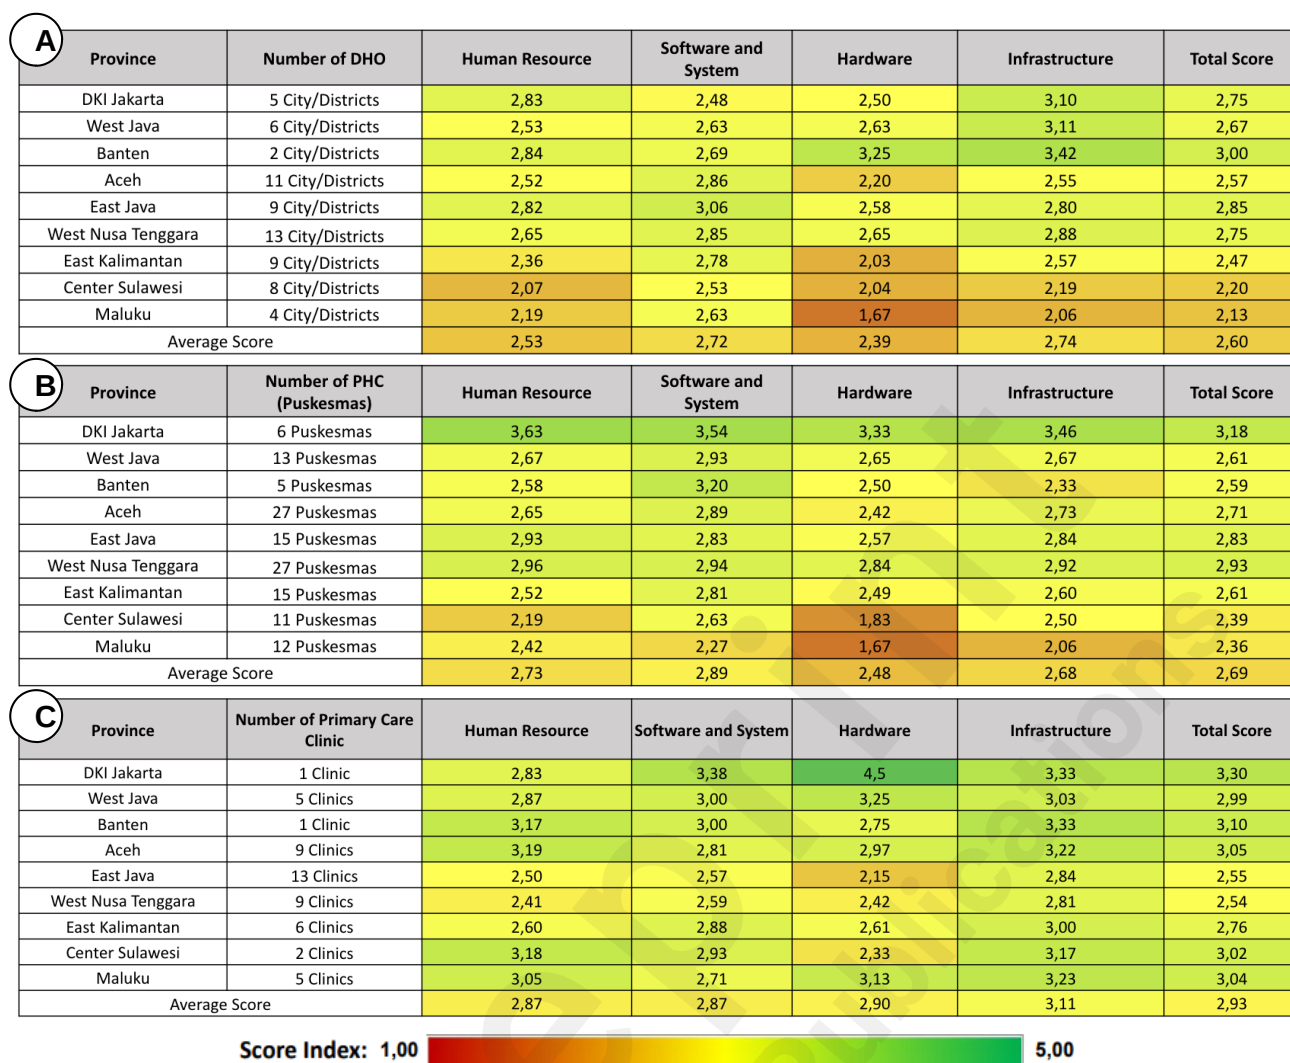 A
Province Number of DHO Human Resource Software and System Hardware Infrastructure Total Score
DKI Jakarta 5 City/Districts 2,83 2,48 2,50 3,10 2,75
West Java 6 City/Districts 2,53 2,63 2,63 3,11 2,67
Banten 2 City/Districts 2,84 2,69 3,25 3,42 3,00
Aceh 11 City/Districts 2,52 2,86 2,20 2,55 2,57
East Java 9 City/Districts 2,82 3,06 2,58 2,80 2,85
West Nusa Tenggara 13 City/Districts 2,65 2,85 2,65 2,88 2,75
East Kalimantan 9 City/Districts 2,36 2,78 2,03 2,57 2,47
Center Sulawesi 8 City/Districts 2,07 2,53 2,04 2,19 2,20
Maluku 4 City/Districts 2,19 2,63 1,67 2,06 2,13
Average Score 2,53 2,72 2,39 2,74 2,60
B
Province Number of PHC (Puskesmas) Human Resource Software and System Hardware Infrastructure Total Score
DKI Jakarta 6 Puskesmas 3,63 3,54 3,33 3,46 3,18
West Java 13 Puskesmas 2,67 2,93 2,65 2,67 2,61
Banten 5 Puskesmas 2,58 3,20 2,50 2,33 2,59
Aceh 27 Puskesmas 2,65 2,89 2,42 2,73 2,71
East Java 15 Puskesmas 2,93 2,83 2,57 2,84 2,83
West Nusa Tenggara 27 Puskesmas 2,96 2,94 2,84 2,92 2,93
East Kalimantan 15 Puskesmas 2,52 2,81 2,49 2,60 2,61
Center Sulawesi 11 Puskesmas 2,19 2,63 1,83 2,50 2,39
Maluku 12 Puskesmas 2,42 2,27 1,67 2,06 2,36
Average Score 2,73 2,89 2,48 2,68 2,69
C
Province Number of Primary Care Clinic Human Resource Software and System Hardware Infrastructure Total Score
DKI Jakarta 1 Clinic 2,83 3,38 4,5 3,33 3,30
West Java 5 Clinics 2,87 3,00 3,25 3,03 2,99
Banten 1 Clinic 3,17 3,00 2,75 3,33 3,10
Aceh 9 Clinics 3,19 2,81 2,97 3,22 3,05
East Java 13 Clinics 2,50 2,57 2,15 2,84 2,55
West Nusa Tenggara 9 Clinics 2,41 2,59 2,42 2,81 2,54
East Kalimantan 6 Clinics 2,60 2,88 2,61 3,00 2,76
Center Sulawesi 2 Clinics 3,18 2,93 2,33 3,17 3,02
Maluku 5 Clinics 3,05 2,71 3,13 3,23 3,04
Average Score 2,87 2,87 2,90 3,11 2,93
Score Index: 1,00 5,00